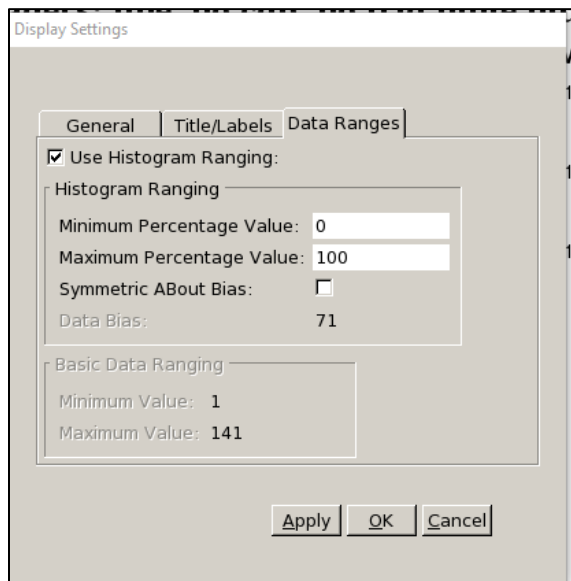 Display Settings
General Title/Labels Data Ranges
Use Histogram Ranging:
Histogram Ranging
Minimum Percentage Value: 0
Maximum Percentage Value: 100
Symmetric ABout Bias:
Data Bias: 71
Basic Data Ranging
Minimum Value: 1
Maximum Value: 141
Apply OK Cancel